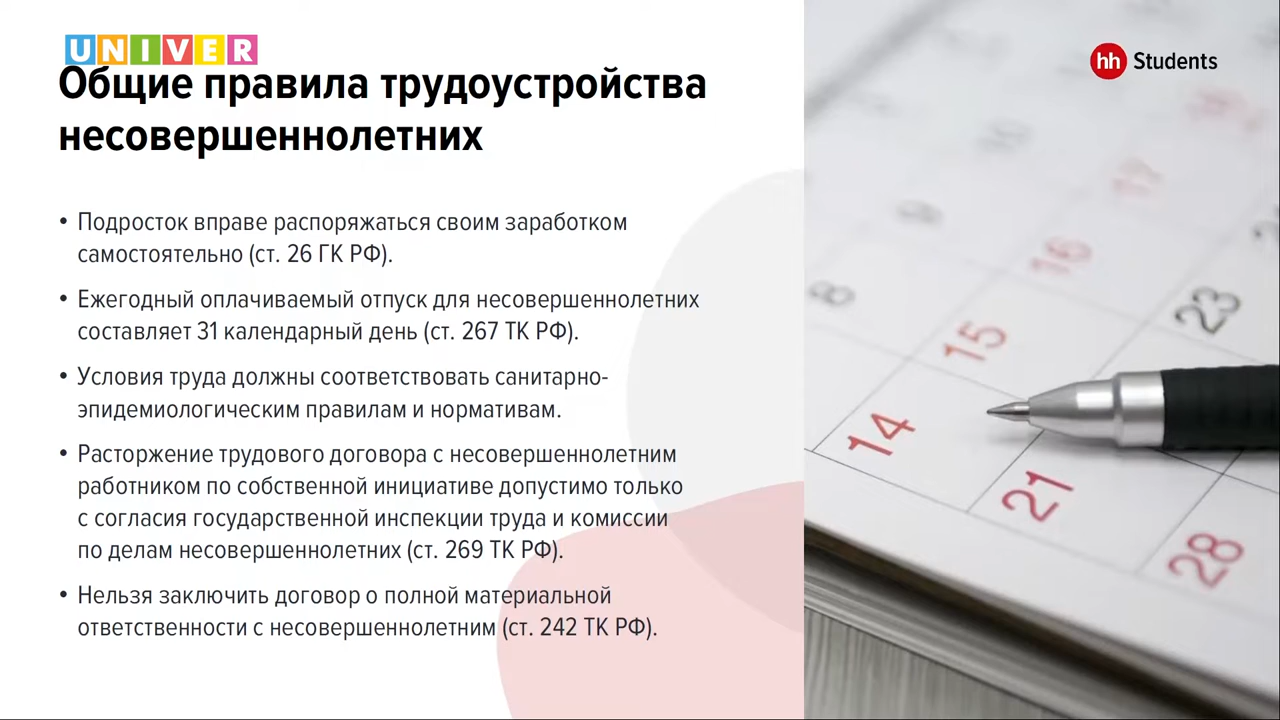 UNIVER
hh Students
Общие правила трудоустройства
несовершеннолетних
• Подросток вправе распоряжаться своим заработком
самостоятельно (ст. 26 ГК РФ).
• Ежегодный оплачиваемый отпуск для несовершеннолетних
составляет 31 календарный день (ст. 267 ТК РФ).
• Условия труда должны соответствовать санитарно-
эпидемиологическим правилам и нормативам.
• Расторжение трудового договора с несовершеннолетним
работником по собственной инициативе допустимо только
с согласия государственной инспекции труда и комиссии
по делам несовершеннолетних (ст. 269 ТК РФ).
• Нельзя заключить договор о полной материальной
ответственности с несовершеннолетним (ст. 242 ТК РФ).
10
17
9
16
8
15
23
14
21
28